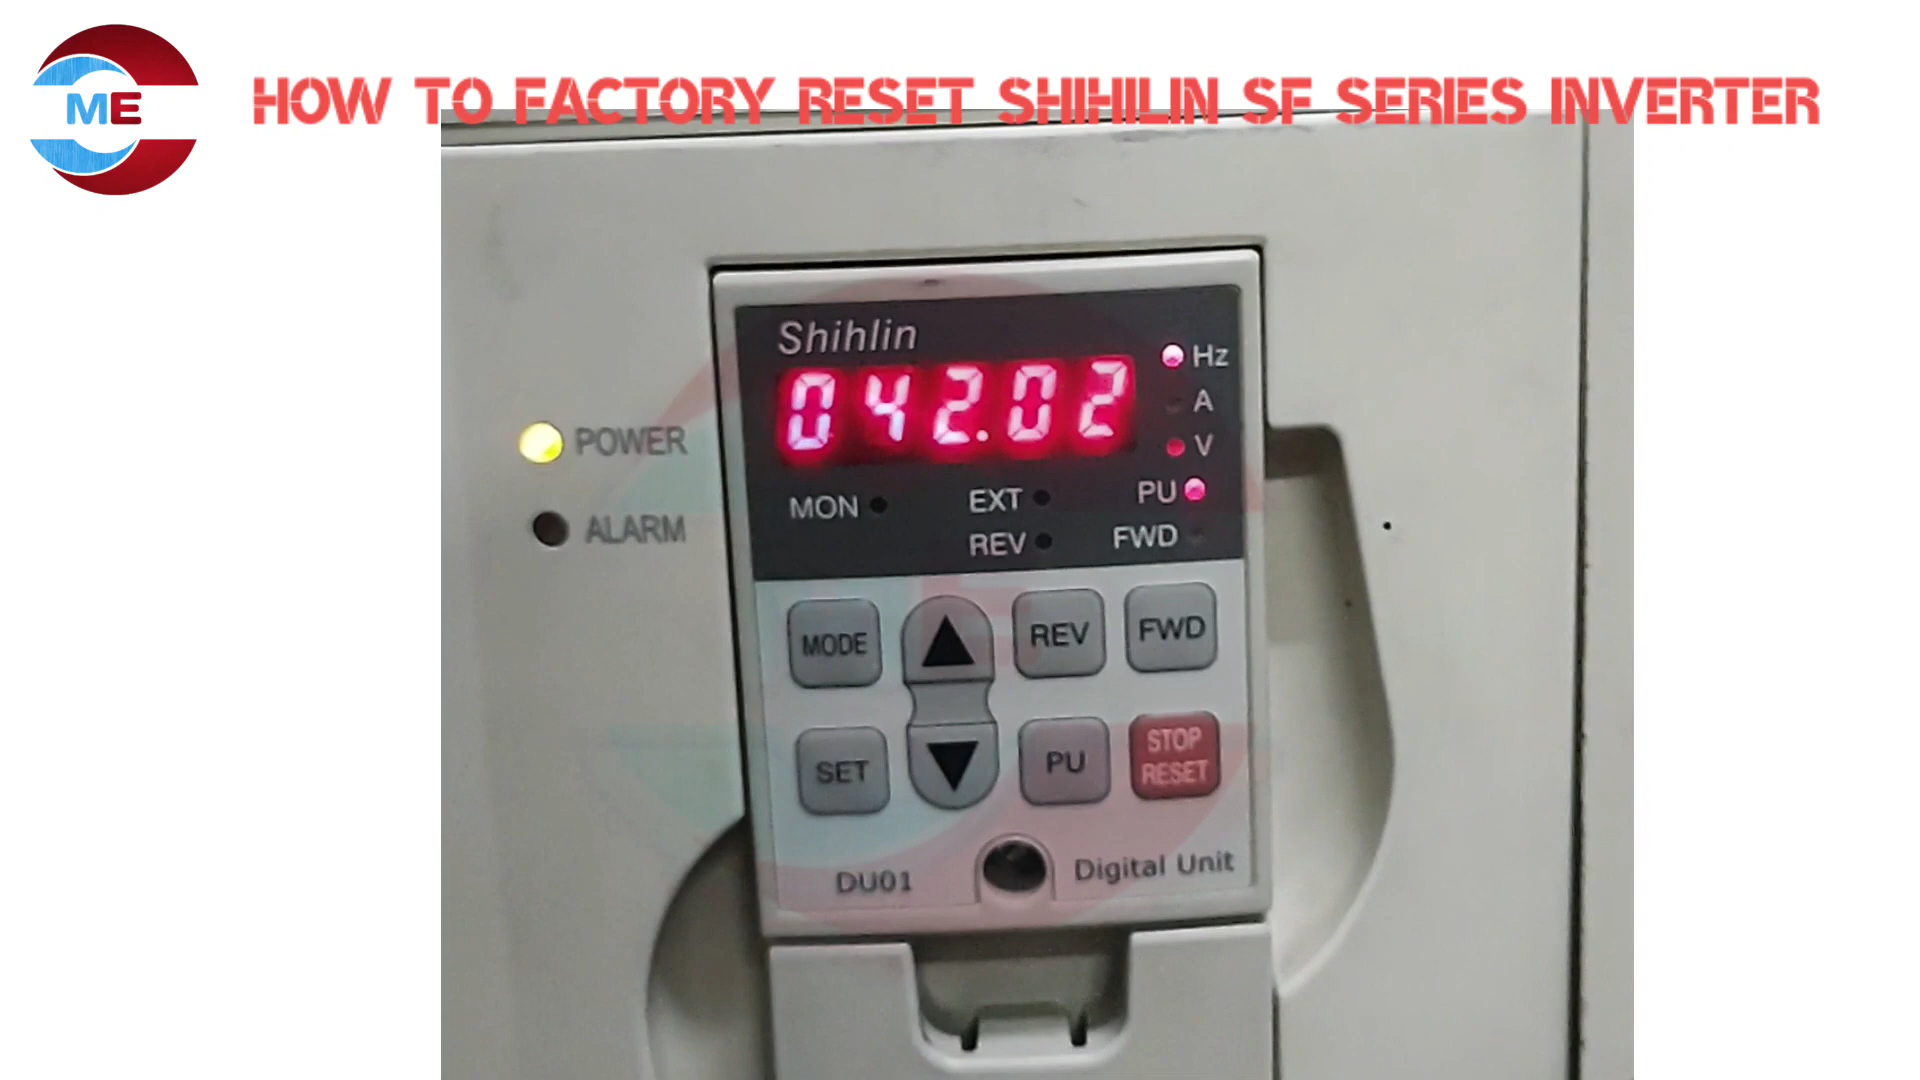 ME
HOW TO FACTORY RESET SHIHILIN SF SERIES INVERTER
Shihlin
042.02
Hz
A
V
POWER
ALARM
MON EXT PU
REV FWD
MODE REV FWD
SET PU STOP RESET
DU01 Digital Unit